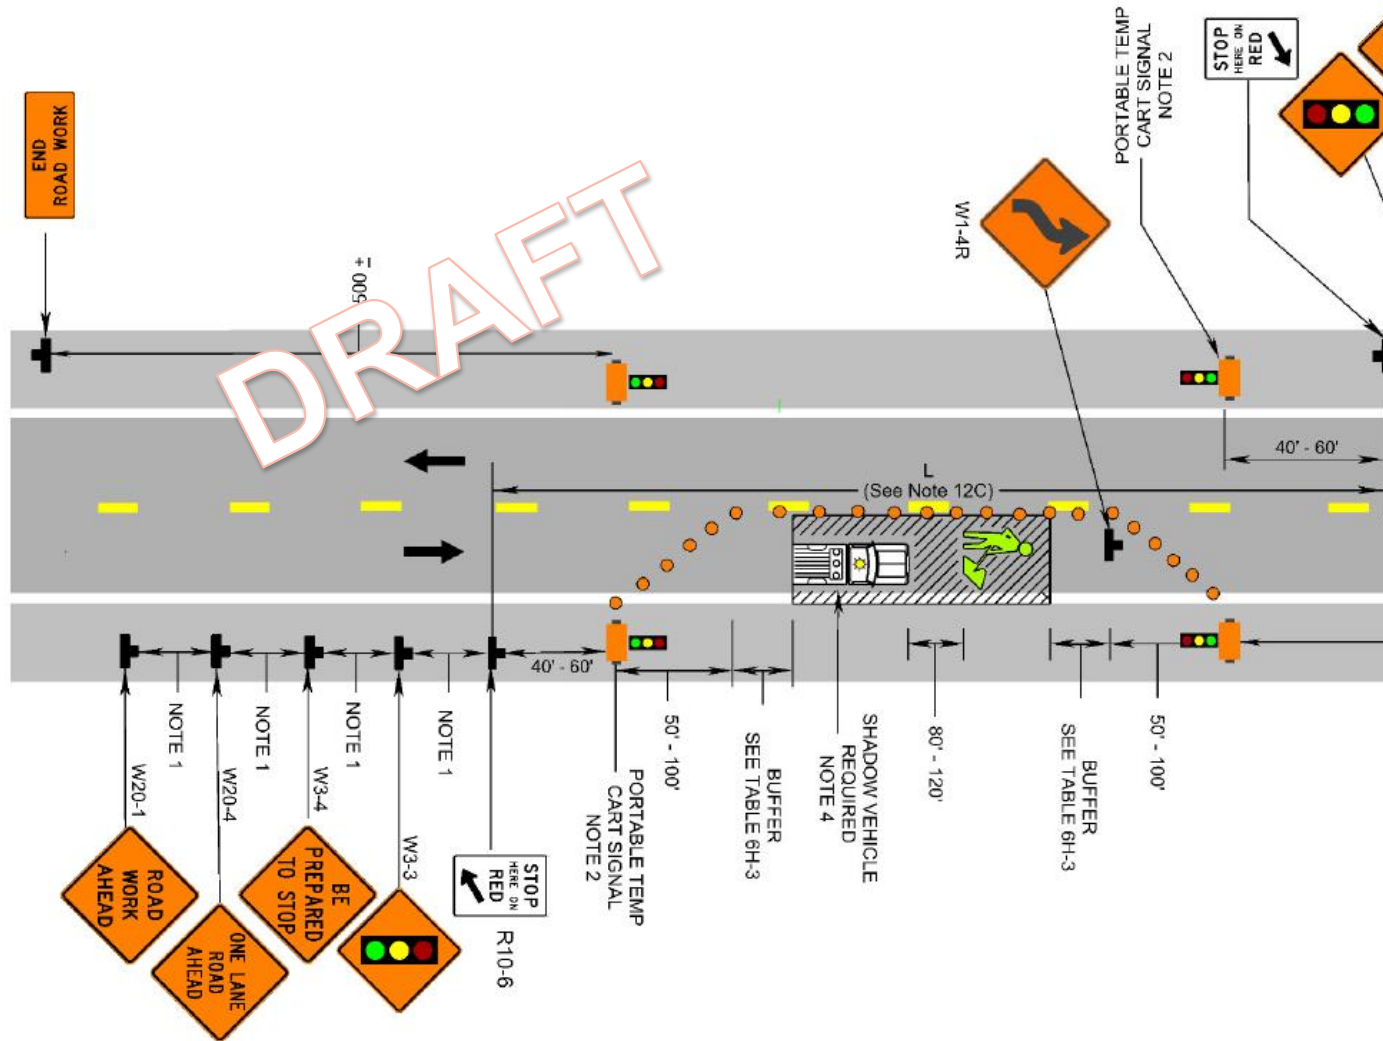 END
ROAD WORK
500 ±
DRAFT
W1-4R
PORTABLE TEMP
CART SIGNAL
NOTE 2
STOP
HERE ON
RED
40' - 60'
L
(See Note 12C)
40' - 60'
NOTE 1
NOTE 1
NOTE 1
NOTE 1
W20-1
W20-4
W3-4
W3-3
R10-6
ROAD
WORK
AHEAD
ONE LANE
ROAD
AHEAD
BE
PREPARED
TO STOP
STOP
HERE ON
RED
PORTABLE TEMP
CART SIGNAL
NOTE 2
50' - 100'
BUFFER
SEE TABLE 6H-3
SHADOW VEHICLE
REQUIRED
NOTE 4
80' - 120'
BUFFER
SEE TABLE 6H-3
50' - 100'